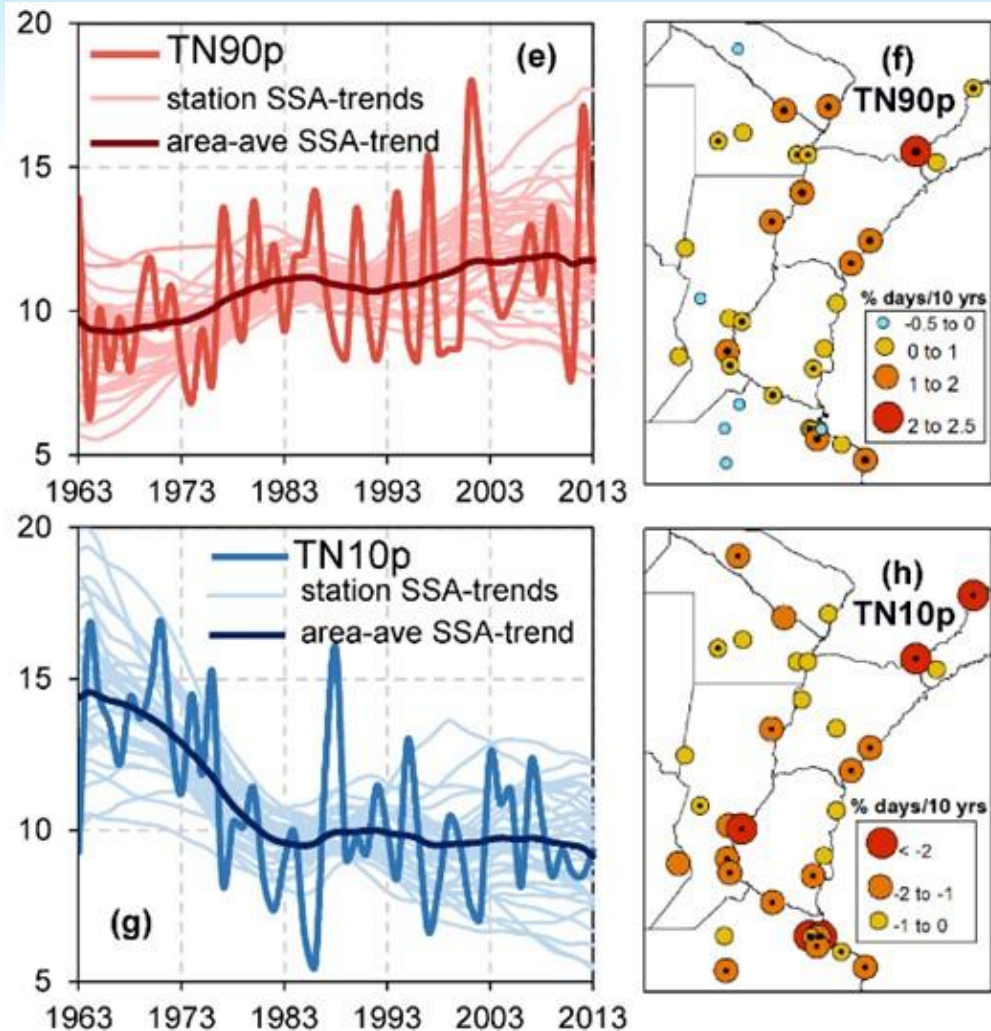 20
15
10
5
TN90p
station SSA-trends
area-ave SSA-trend
(e)
1963 1973 1983 1993 2003 2013
(f)
TN90p
% days/10 yrs
-0.5 to 0
0 to 1
1 to 2
2 to 2.5
20
15
10
5
TN10p
station SSA-trends
area-ave SSA-trend
(g)
1963 1973 1983 1993 2003 2013
(h)
TN10p
% days/10 yrs
< -2
-2 to -1
-1 to 0